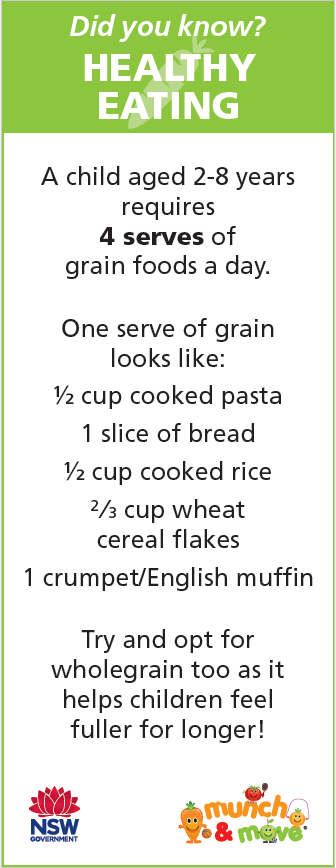 Did you know?
HEALTHY
EATING
A child aged 2-8 years
requires
4 serves of
grain foods a day.
One serve of grain
looks like:
½ cup cooked pasta
1 slice of bread
½ cup cooked rice
⅔ cup wheat
cereal flakes
1 crumpet/English muffin
Try and opt for
wholegrain too as it
helps children feel
fuller for longer!
NSW
GOVERNMENT
munch
& move